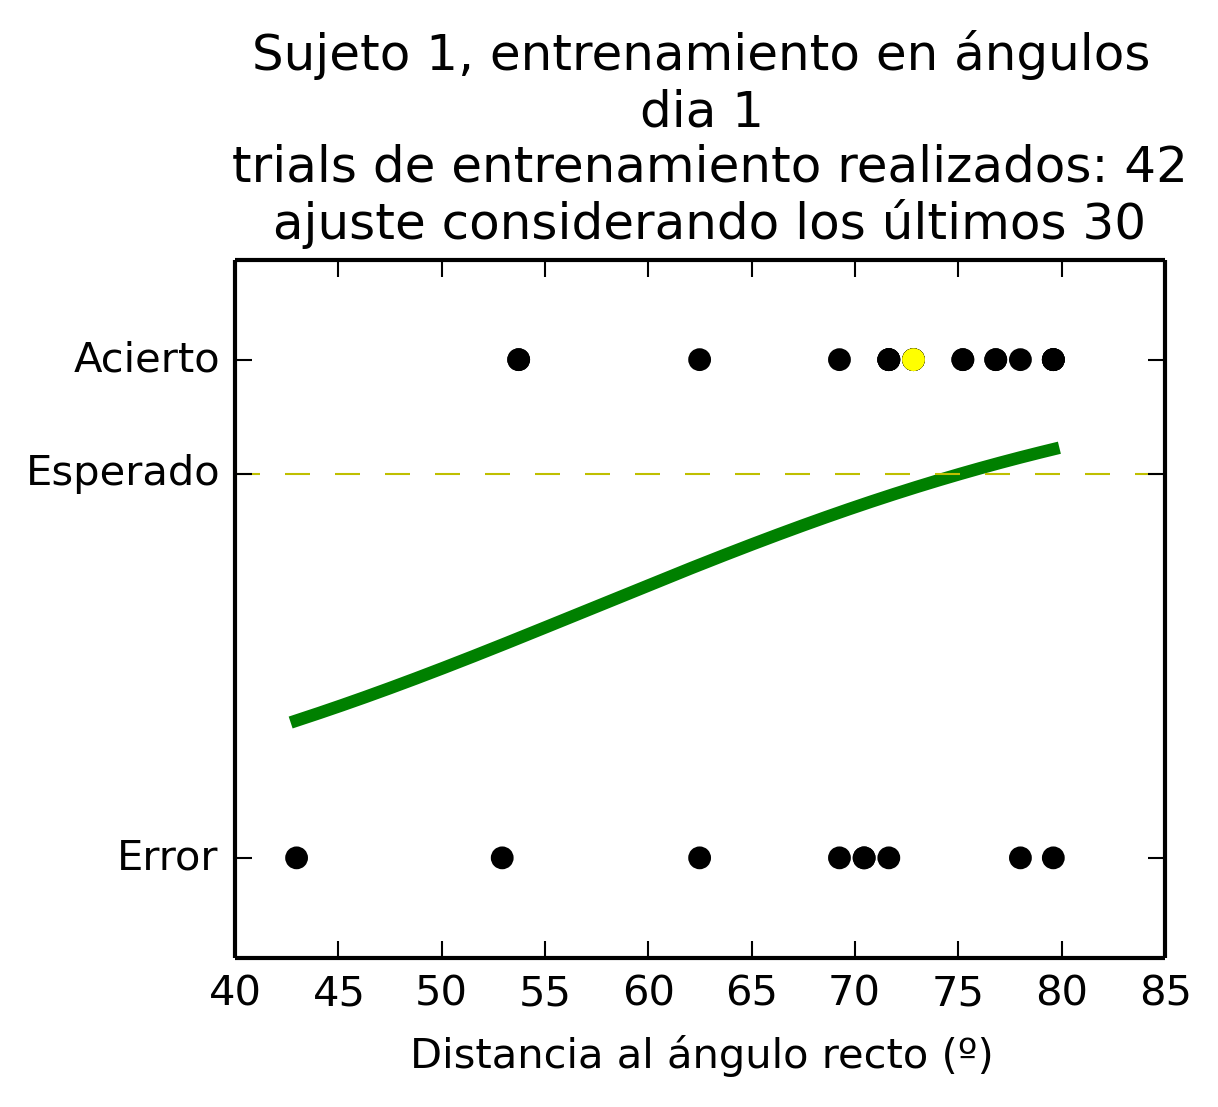 Sujeto 1, entrenamiento en ángulos
dia 1
trials de entrenamiento realizados: 42
ajuste considerando los últimos 30
Acierto
Esperado
Error
40 45 50 55 60 65 70 75 80 85
Distancia al ángulo recto (º)